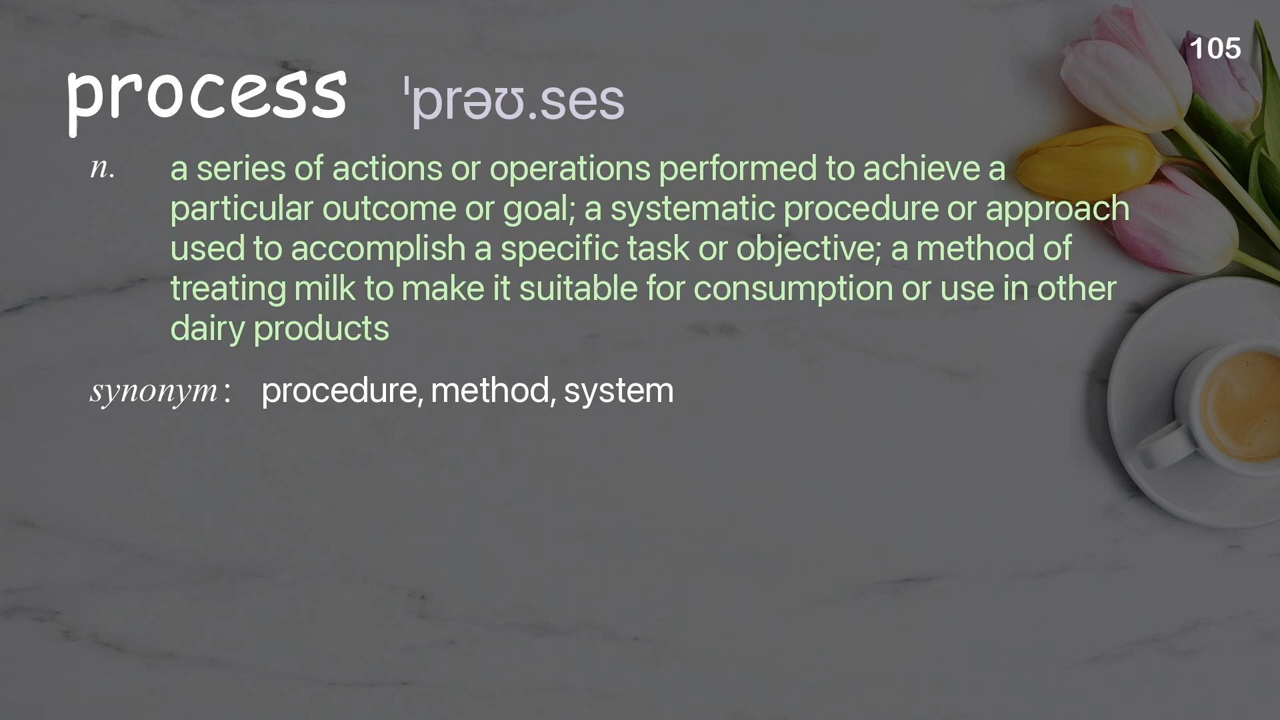 105
process ˈprəʊ.ses
n. a series of actions or operations performed to achieve a
particular outcome or goal; a systematic procedure or approach
used to accomplish a specific task or objective; a method of
treating milk to make it suitable for consumption or use in other
dairy products
synonym: procedure, method, system